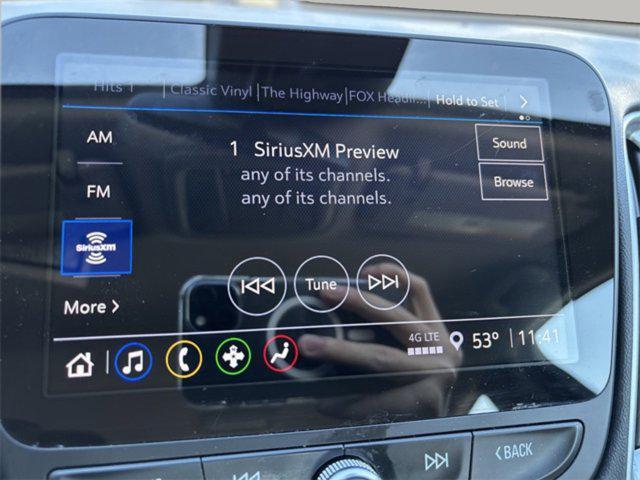 Hits 1 Classic Vinyl The Highway FOX Headli... Hold to Set >
AM
1 SiriusXM Preview
Sound
any of its channels.
FM
Browse
any of its channels.
SiriusXM
Tune
More >
4G LTE
53° 11:41
< BACK